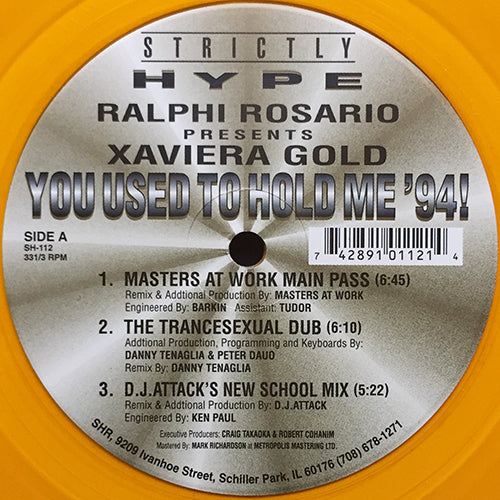 STRICTLY
HYPE
RALPHI ROSARIO
PRESENTS
XAVIERA GOLD
YOU USED TO HOLD ME '94!
SIDE A
SH-112
331/3 RPM
7 42891 01121 4
1. MASTERS AT WORK MAIN PASS (6:45)
Remix & Addtional Production By: MASTERS AT WORK
Engineered By: BARKIN Assistant: TUDOR
2. THE TRANCESEXUAL DUB (6:10)
Addtional Production, Programming and Keyboards By:
DANNY TENAGLIA & PETER DAUO
Remix By: DANNY TENAGLIA
3. D.J.ATTACK'S NEW SCHOOL MIX (5:22)
Remix & Addtional Production By: D.J.ATTACK
Engineered By: KEN PAUL
Executive Producers: CRAIG TAKAOKA & ROBERT COHANIM
Mastered By: MARK RICHARDSON at METROPOLIS MASTERING LTD.
SHR, 9209 Ivanhoe Street, Schiller Park, IL 60176 (708) 678-1271